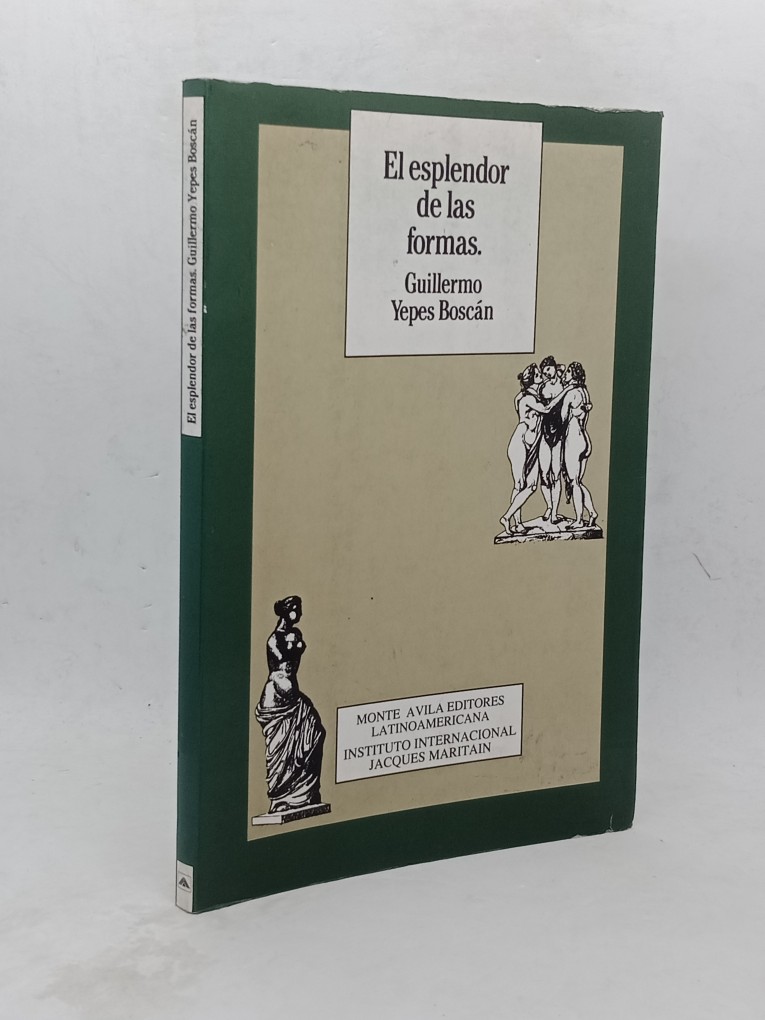 El esplendor de las formas. Guillermo Yepes Boscán
El esplendor
de las
formas.
Guillermo
Yepes Boscán
MONTE AVILA EDITORES
LATINOAMERICANA
INSTITUTO INTERNACIONAL
JACQUES MARITAIN